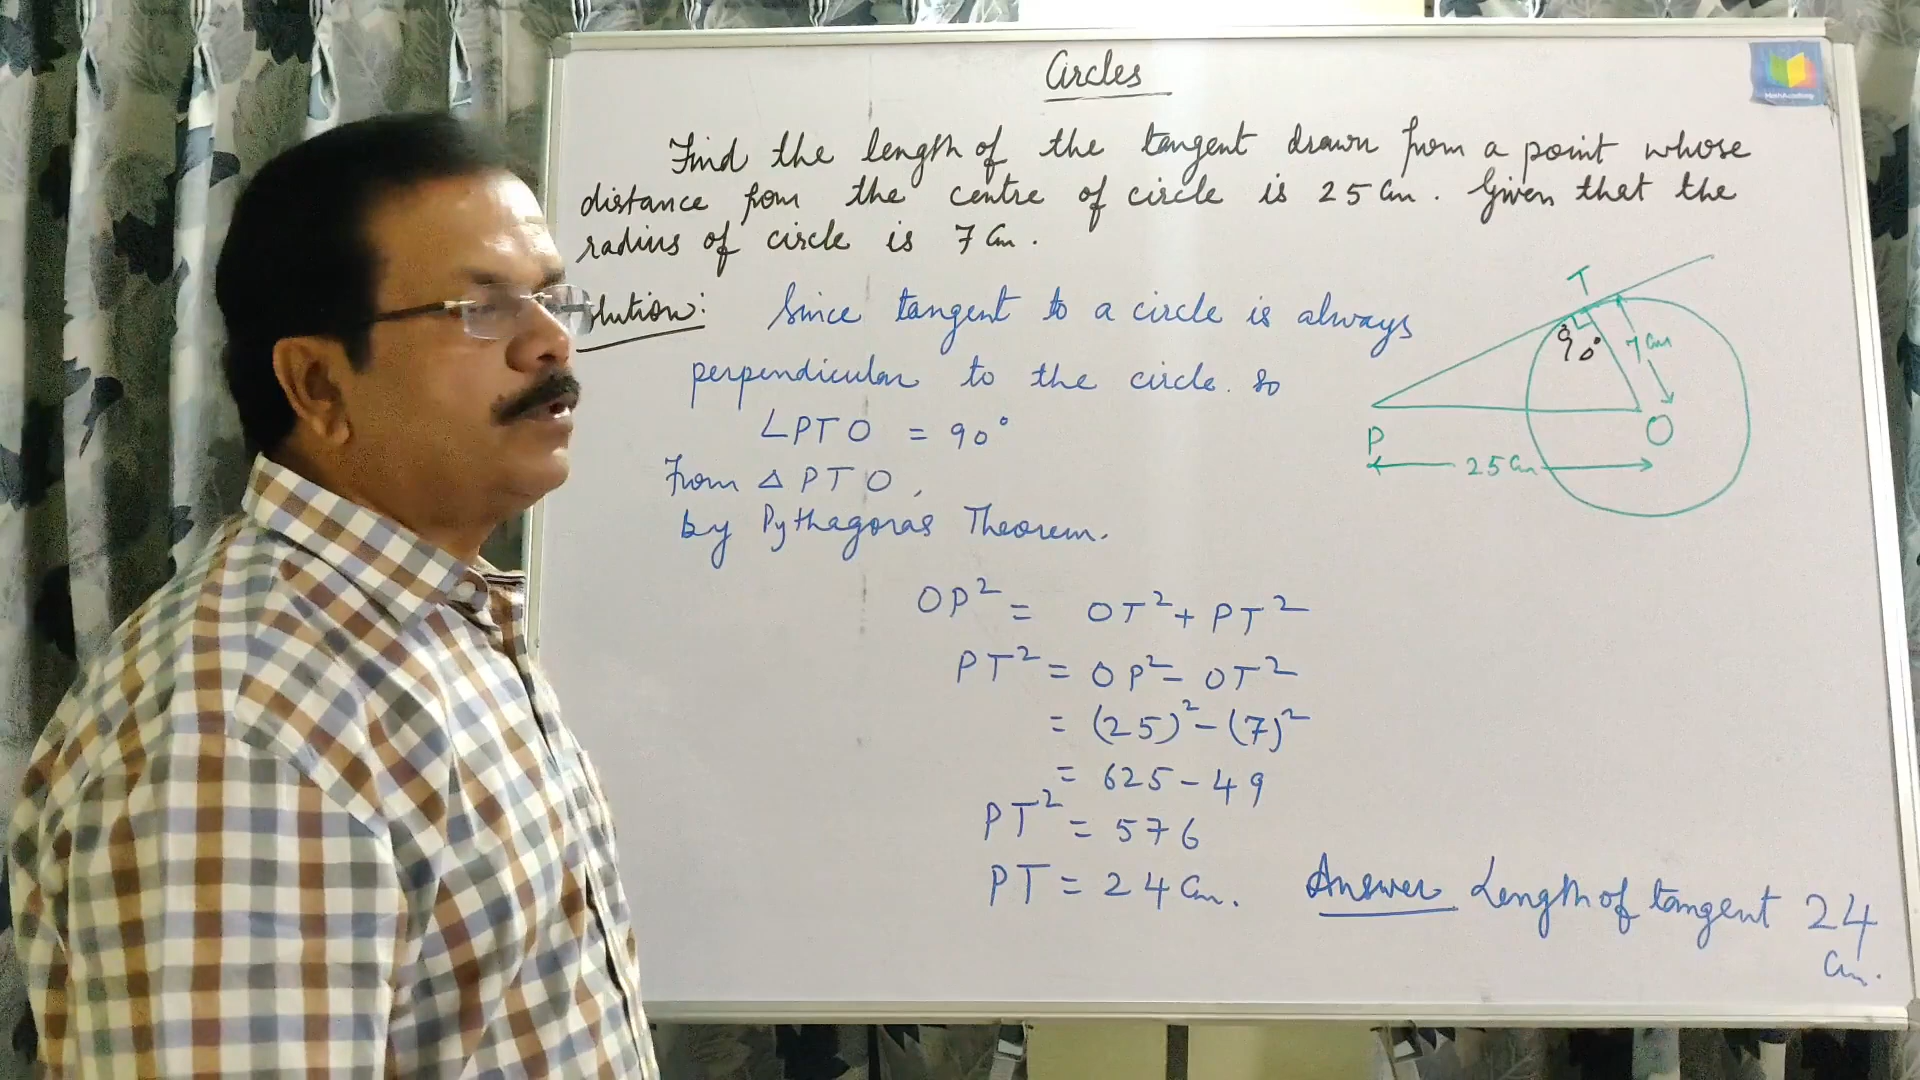 Circles
Find the length of the tangent drawn from a point whose
distance from the centre of circle is 25 cm. Given that the
radius of circle is 7 cm.
lution: Since tangent to a circle is always
perpendicular to the circle. So
∠PTO = 90°
From △ PTO,
by Pythagoras Theorem.
OP² = OT² + PT²
PT² = OP² - OT²
= (25)² - (7)²
= 625 - 49
PT² = 576
PT = 24 cm. Answer Length of tangent 24
cm.
T
90°
7 cm
O
P
25 cm
MathAcademy